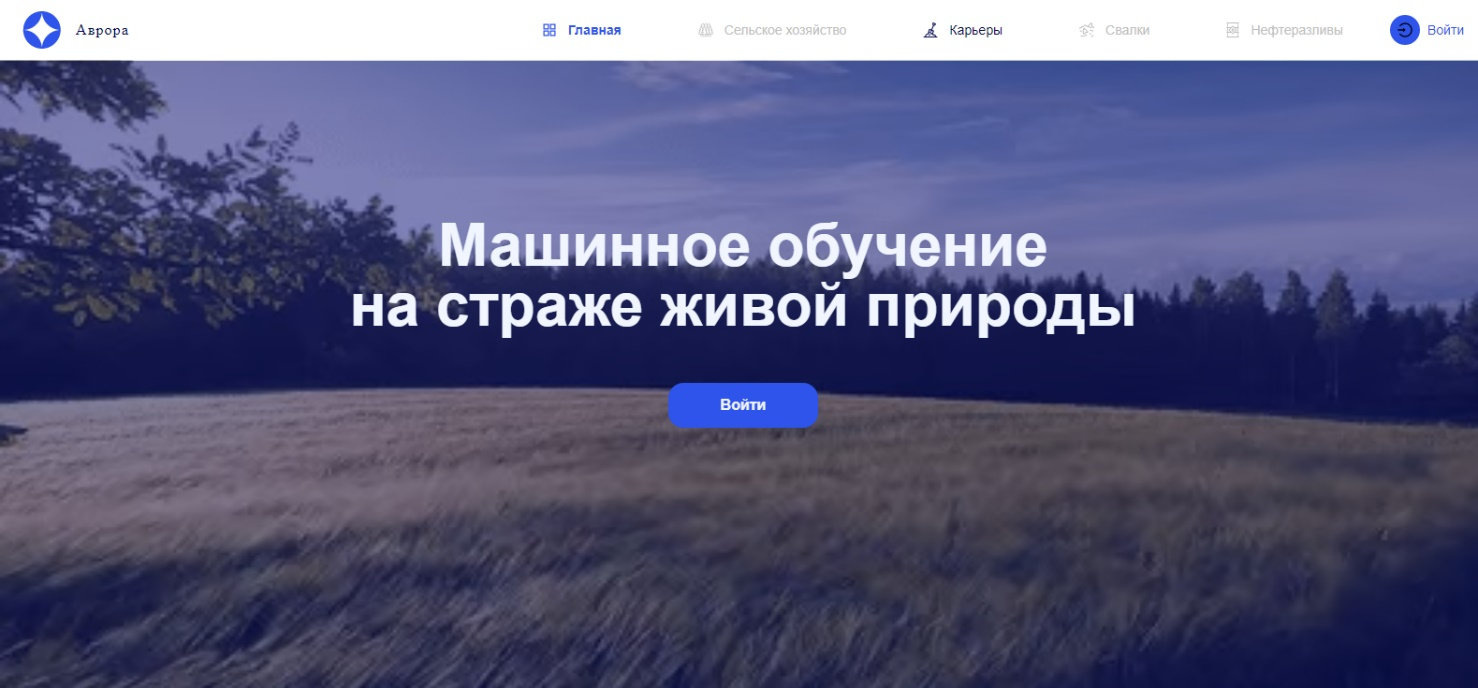 Аврора
Главная
Сельское хозяйство
Карьеры
Свалки
Нефтеразливы
Войти
Машинное обучение
на страже живой природы
Войти